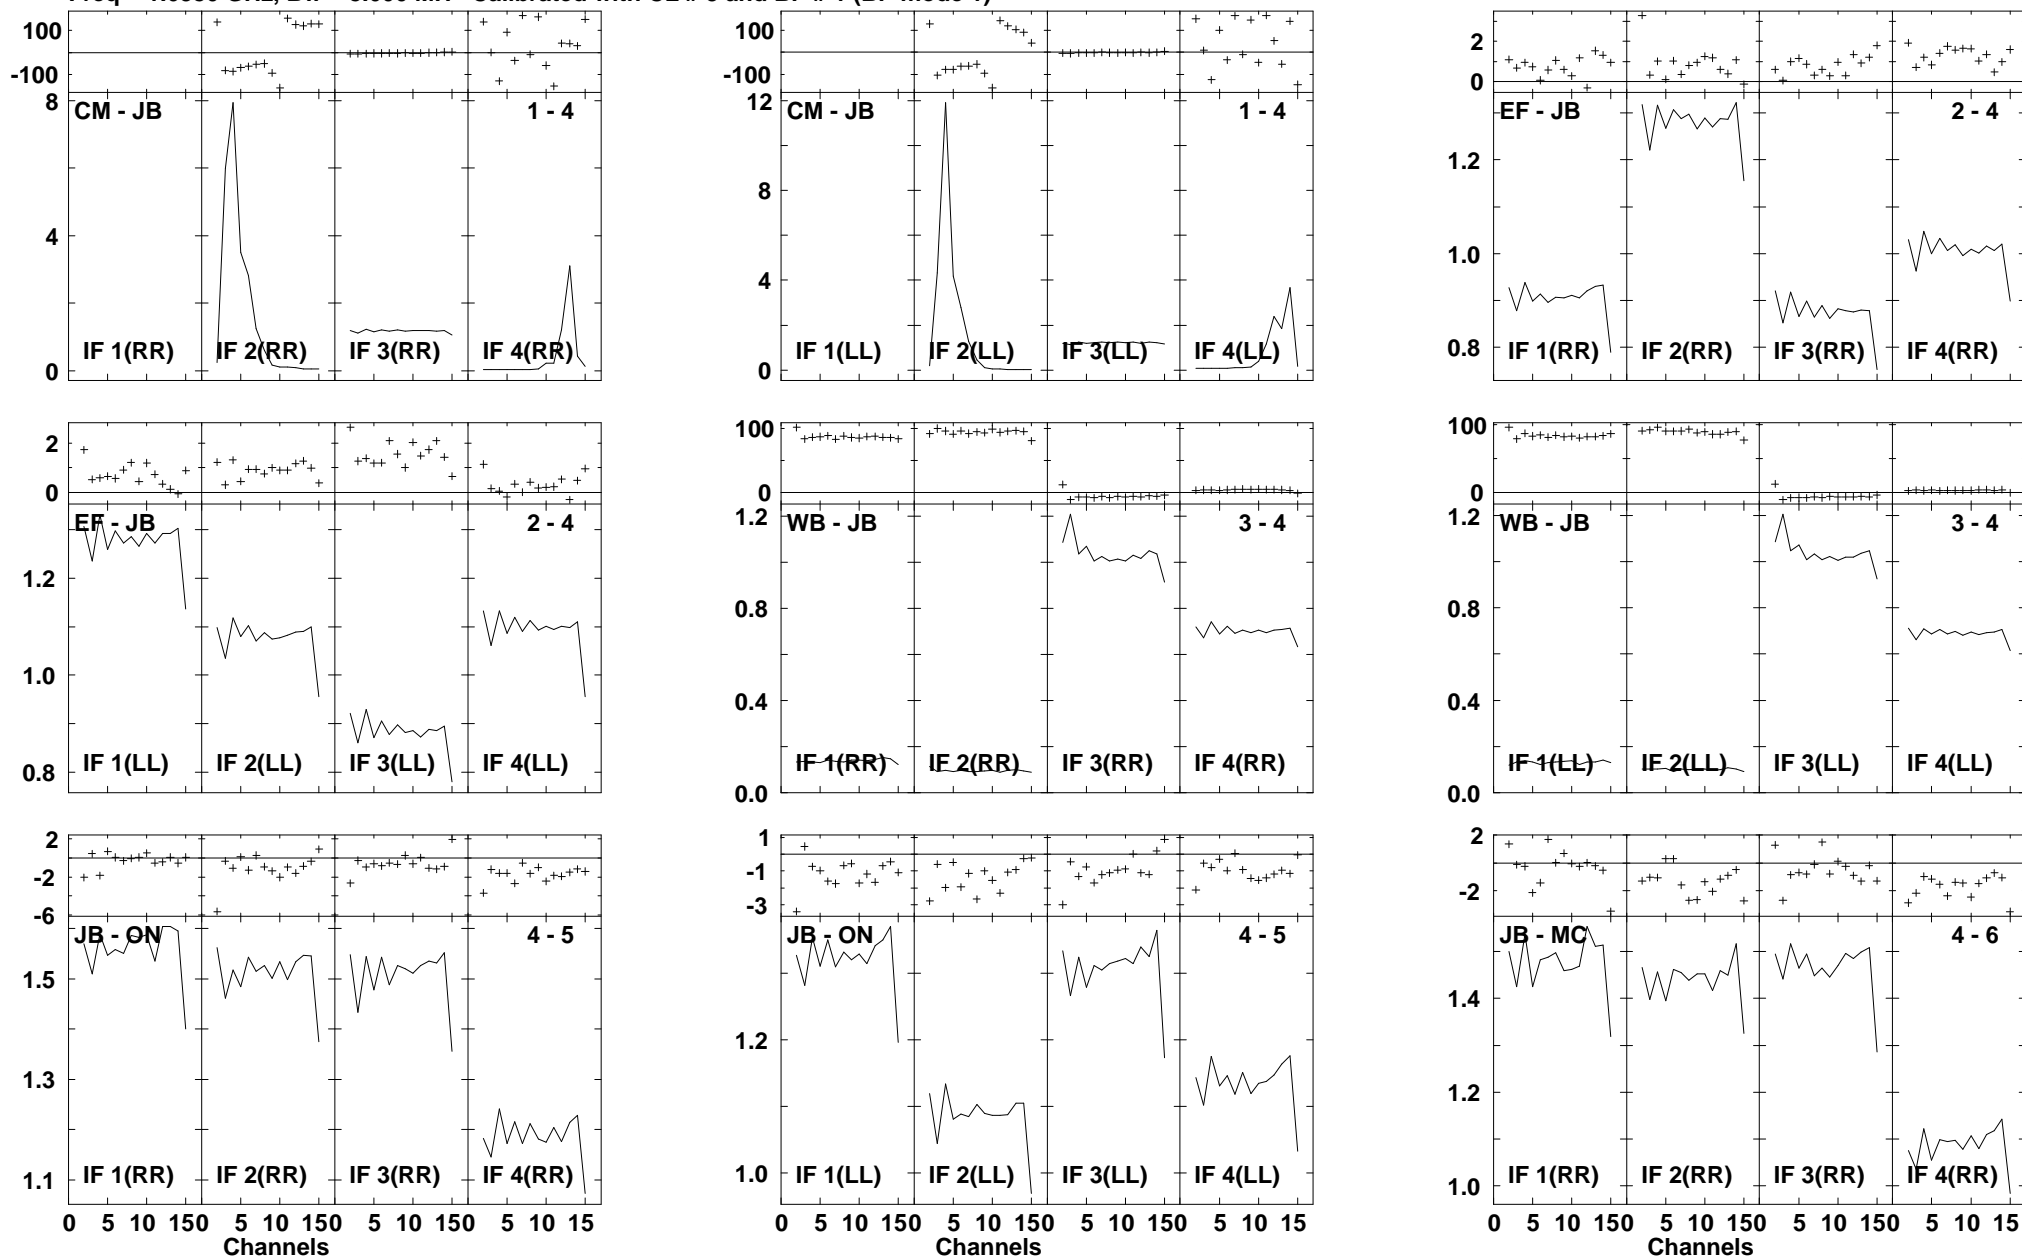 100
-100
8
4
0
CM - JB
1 - 4
IF 1(RR)
IF 2(RR)
IF 3(RR)
IF 4(RR)
100
-100
12
8
4
0
CM - JB
1 - 4
IF 1(LL)
IF 2(LL)
IF 3(LL)
IF 4(LL)
2
0
1.2
1.0
0.8
EF - JB
2 - 4
IF 1(RR)
IF 2(RR)
IF 3(RR)
IF 4(RR)
2
0
1.2
1.0
0.8
EF - JB
2 - 4
IF 1(LL)
IF 2(LL)
IF 3(LL)
IF 4(LL)
100
0
1.2
0.8
0.4
0.0
WB - JB
3 - 4
IF 1(RR)
IF 2(RR)
IF 3(RR)
IF 4(RR)
100
0
1.2
0.8
0.4
0.0
WB - JB
3 - 4
IF 1(LL)
IF 2(LL)
IF 3(LL)
IF 4(LL)
2
-2
-6
1.5
1.3
1.1
JB - ON
4 - 5
IF 1(RR)
IF 2(RR)
IF 3(RR)
IF 4(RR)
0 5 10 150 5 10 150 5 10 150 5 10 15
Channels
1
-1
-3
1.2
1.0
JB - ON
4 - 5
IF 1(LL)
IF 2(LL)
IF 3(LL)
IF 4(LL)
0 5 10 150 5 10 150 5 10 150 5 10 15
Channels
2
-2
1.4
1.2
1.0
JB - MC
4 - 6
IF 1(RR)
IF 2(RR)
IF 3(RR)
IF 4(RR)
0 5 10 150 5 10 150 5 10 150 5 10 15
Channels